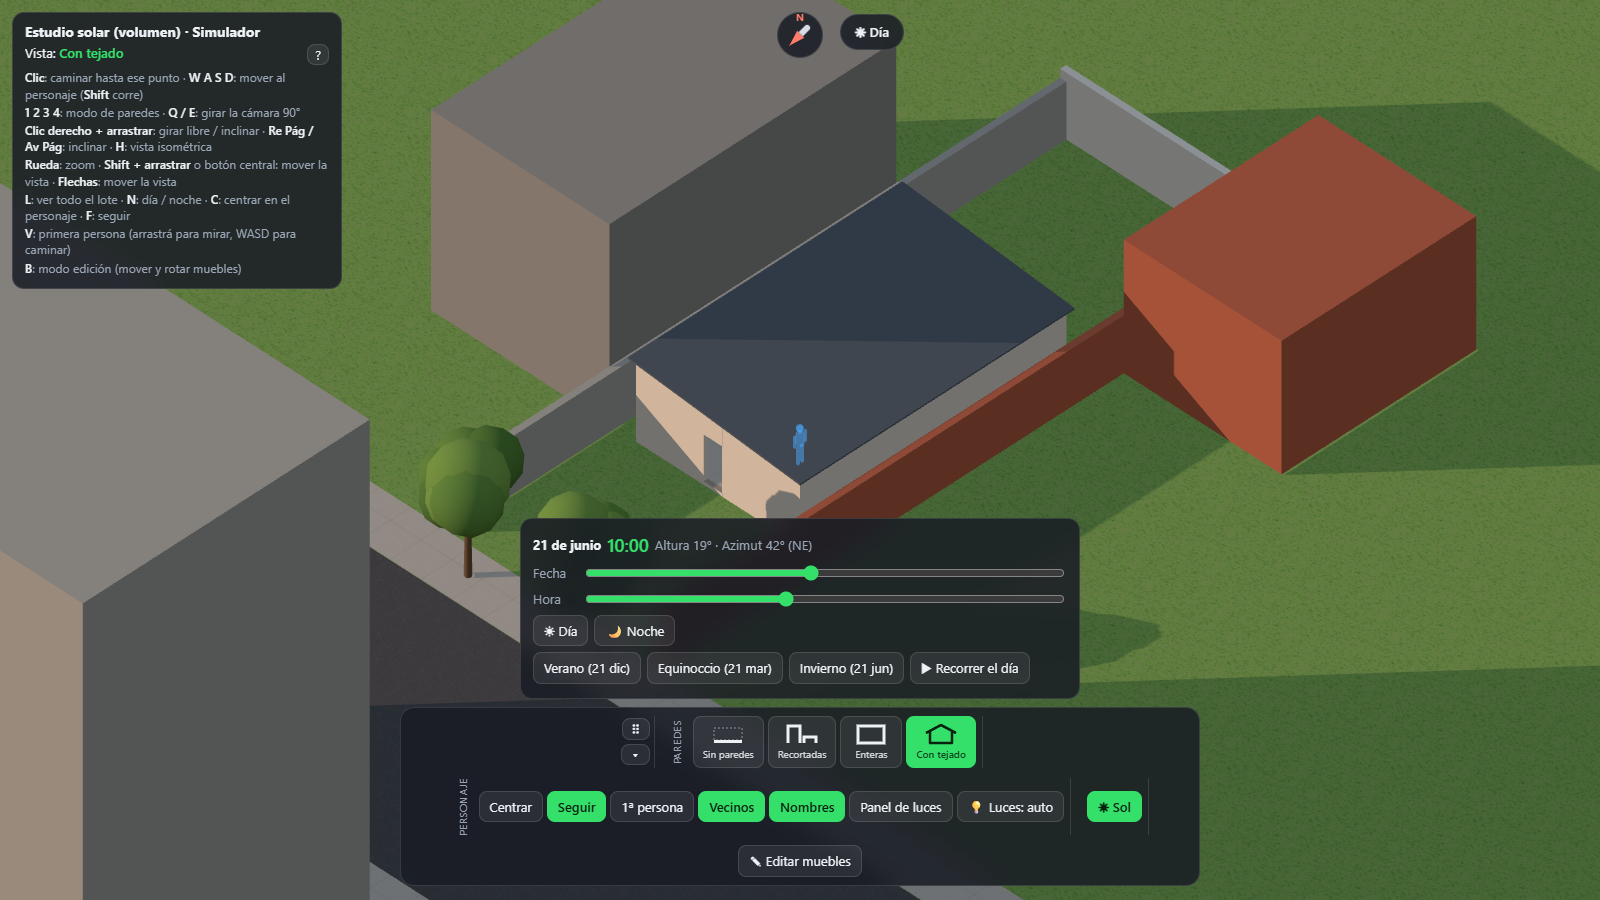 Estudio solar (volumen) · Simulador
Vista: Con tejado
?
Clic: caminar hasta ese punto · W A S D: mover al
personaje (Shift corre)
1 2 3 4: modo de paredes · Q / E: girar la cámara 90°
Clic derecho + arrastrar: girar libre / inclinar · Re Pág /
Av Pág: inclinar · H: vista isométrica
Rueda: zoom · Shift + arrastrar o botón central: mover la
vista · Flechas: mover la vista
L: ver todo el lote · N: día / noche · C: centrar en el
personaje · F: seguir
V: primera persona (arrastrá para mirar, WASD para
caminar)
B: modo edición (mover y rotar muebles)
N
Día
21 de junio 10:00 Altura 19° · Azimut 42° (NE)
Fecha
Hora
Día
Noche
Verano (21 dic)
Equinoccio (21 mar)
Invierno (21 jun)
Recorrer el día
PAREDES
Sin paredes
Recortadas
Enteras
Con tejado
PERSONAJE
Centrar
Seguir
1ª persona
Vecinos
Nombres
Panel de luces
Luces: auto
Sol
Editar muebles